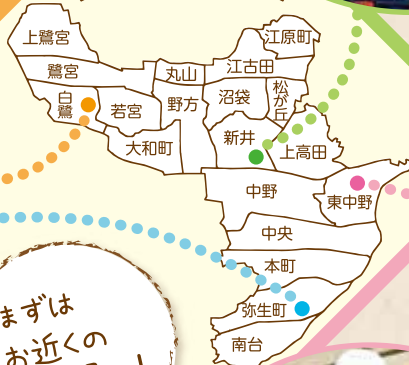 上鷺宮
江原町
鷺宮
丸山
江古田
白鷺
若宮
野方
沼袋
松が丘
大和町
新井
上高田
中野
東中野
中央
本町
弥生町
南台
まずは
お近くの